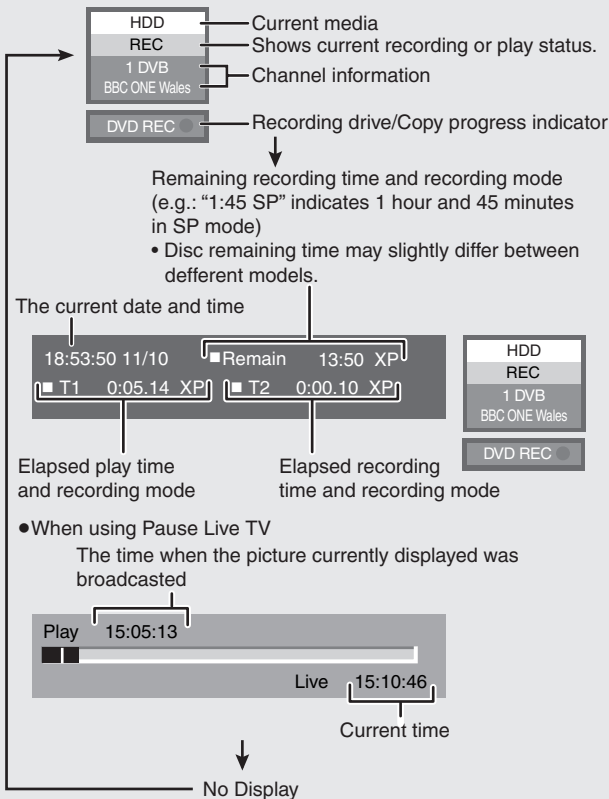 HDD
Current media
REC
Shows current recording or play status.
1 DVB
BBC ONE Wales
Channel information
DVD REC
Recording drive/Copy progress indicator
Remaining recording time and recording mode
(e.g.: “1:45 SP” indicates 1 hour and 45 minutes
in SP mode)
• Disc remaining time may slightly differ between
defferent models.
The current date and time
18:53:50 11/10
Remain 13:50 XP
T1 0:05.14 XP
T2 0:00.10 XP
HDD
REC
1 DVB
BBC ONE Wales
DVD REC
Elapsed play time
and recording mode
Elapsed recording
time and recording mode
●When using Pause Live TV
The time when the picture currently displayed was
broadcasted
Play 15:05:13
Live 15:10:46
Current time
No Display